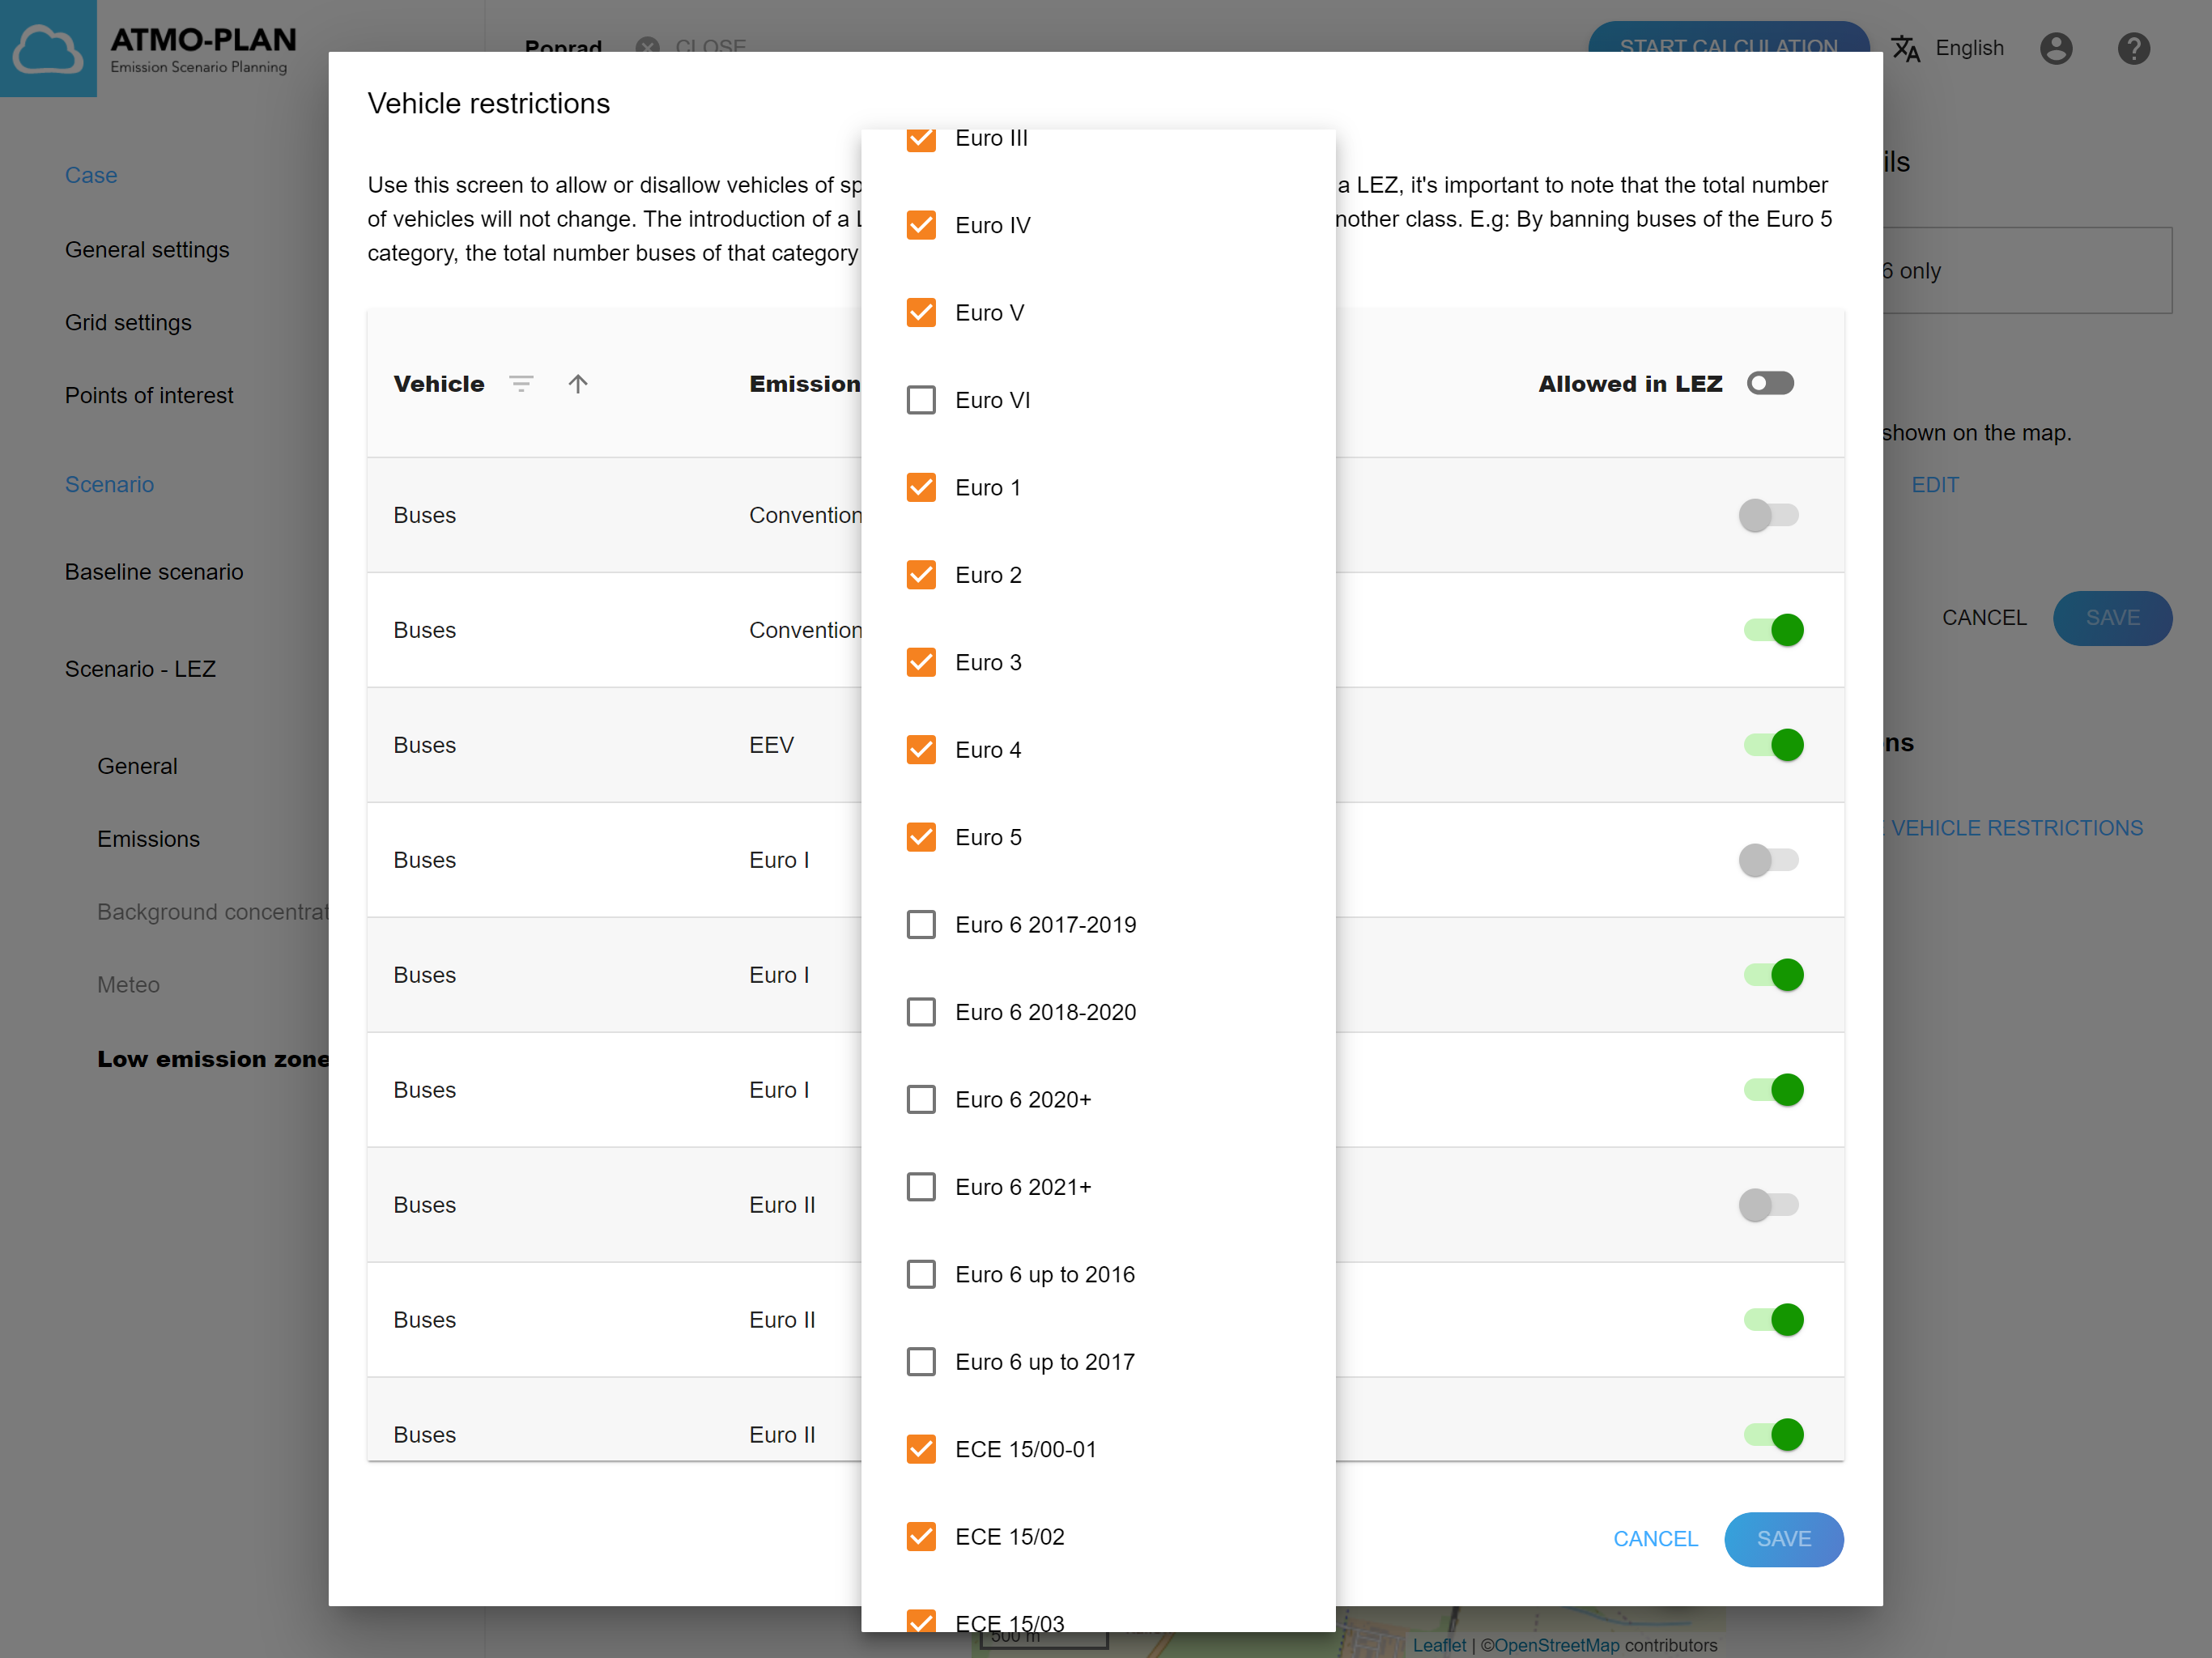 ATMO-PLAN
Emission Scenario Planning
Poprad
CLOSE
START CALCULATION
English
Case
General settings
Grid settings
Points of interest
Scenario
Baseline scenario
Scenario - LEZ
General
Emissions
Background concentrat
Meteo
Low emission zone
Vehicle restrictions
Use this screen to allow or disallow vehicles of sp a LEZ, it's important to note that the total number
of vehicles will not change. The introduction of a L nother class. E.g: By banning buses of the Euro 5
category, the total number buses of that category
Vehicle Emission Allowed in LEZ
Buses Convention
Buses Convention
Buses EEV
Buses Euro I
Buses Euro I
Buses Euro I
Buses Euro II
Buses Euro II
Buses Euro II
Euro III
Euro IV
Euro V
Euro VI
Euro 1
Euro 2
Euro 3
Euro 4
Euro 5
Euro 6 2017-2019
Euro 6 2018-2020
Euro 6 2020+
Euro 6 2021+
Euro 6 up to 2016
Euro 6 up to 2017
ECE 15/00-01
ECE 15/02
ECE 15/03
CANCEL SAVE
ils
6 only
shown on the map.
EDIT
CANCEL SAVE
ns
VEHICLE RESTRICTIONS
500 m
Leaflet | ©OpenStreetMap contributors